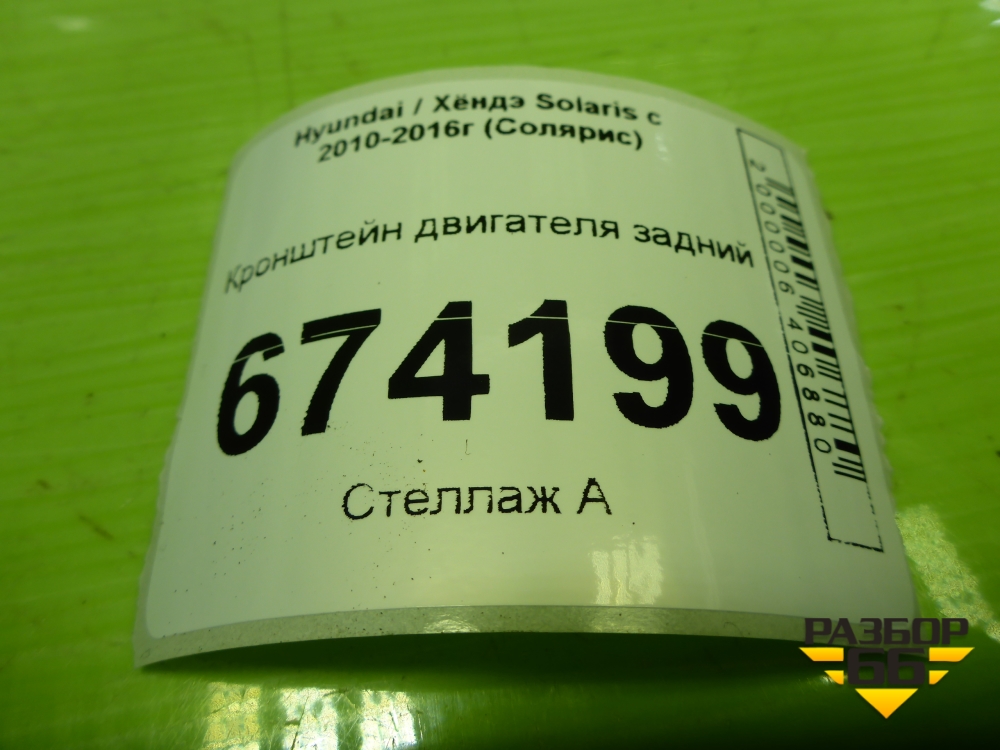 Hyundai / Хёндэ Solaris с
2010-2016г (Солярис)
Кронштейн двигателя задний
674199
Стеллаж А
2000006406880
РАЗБОР
66